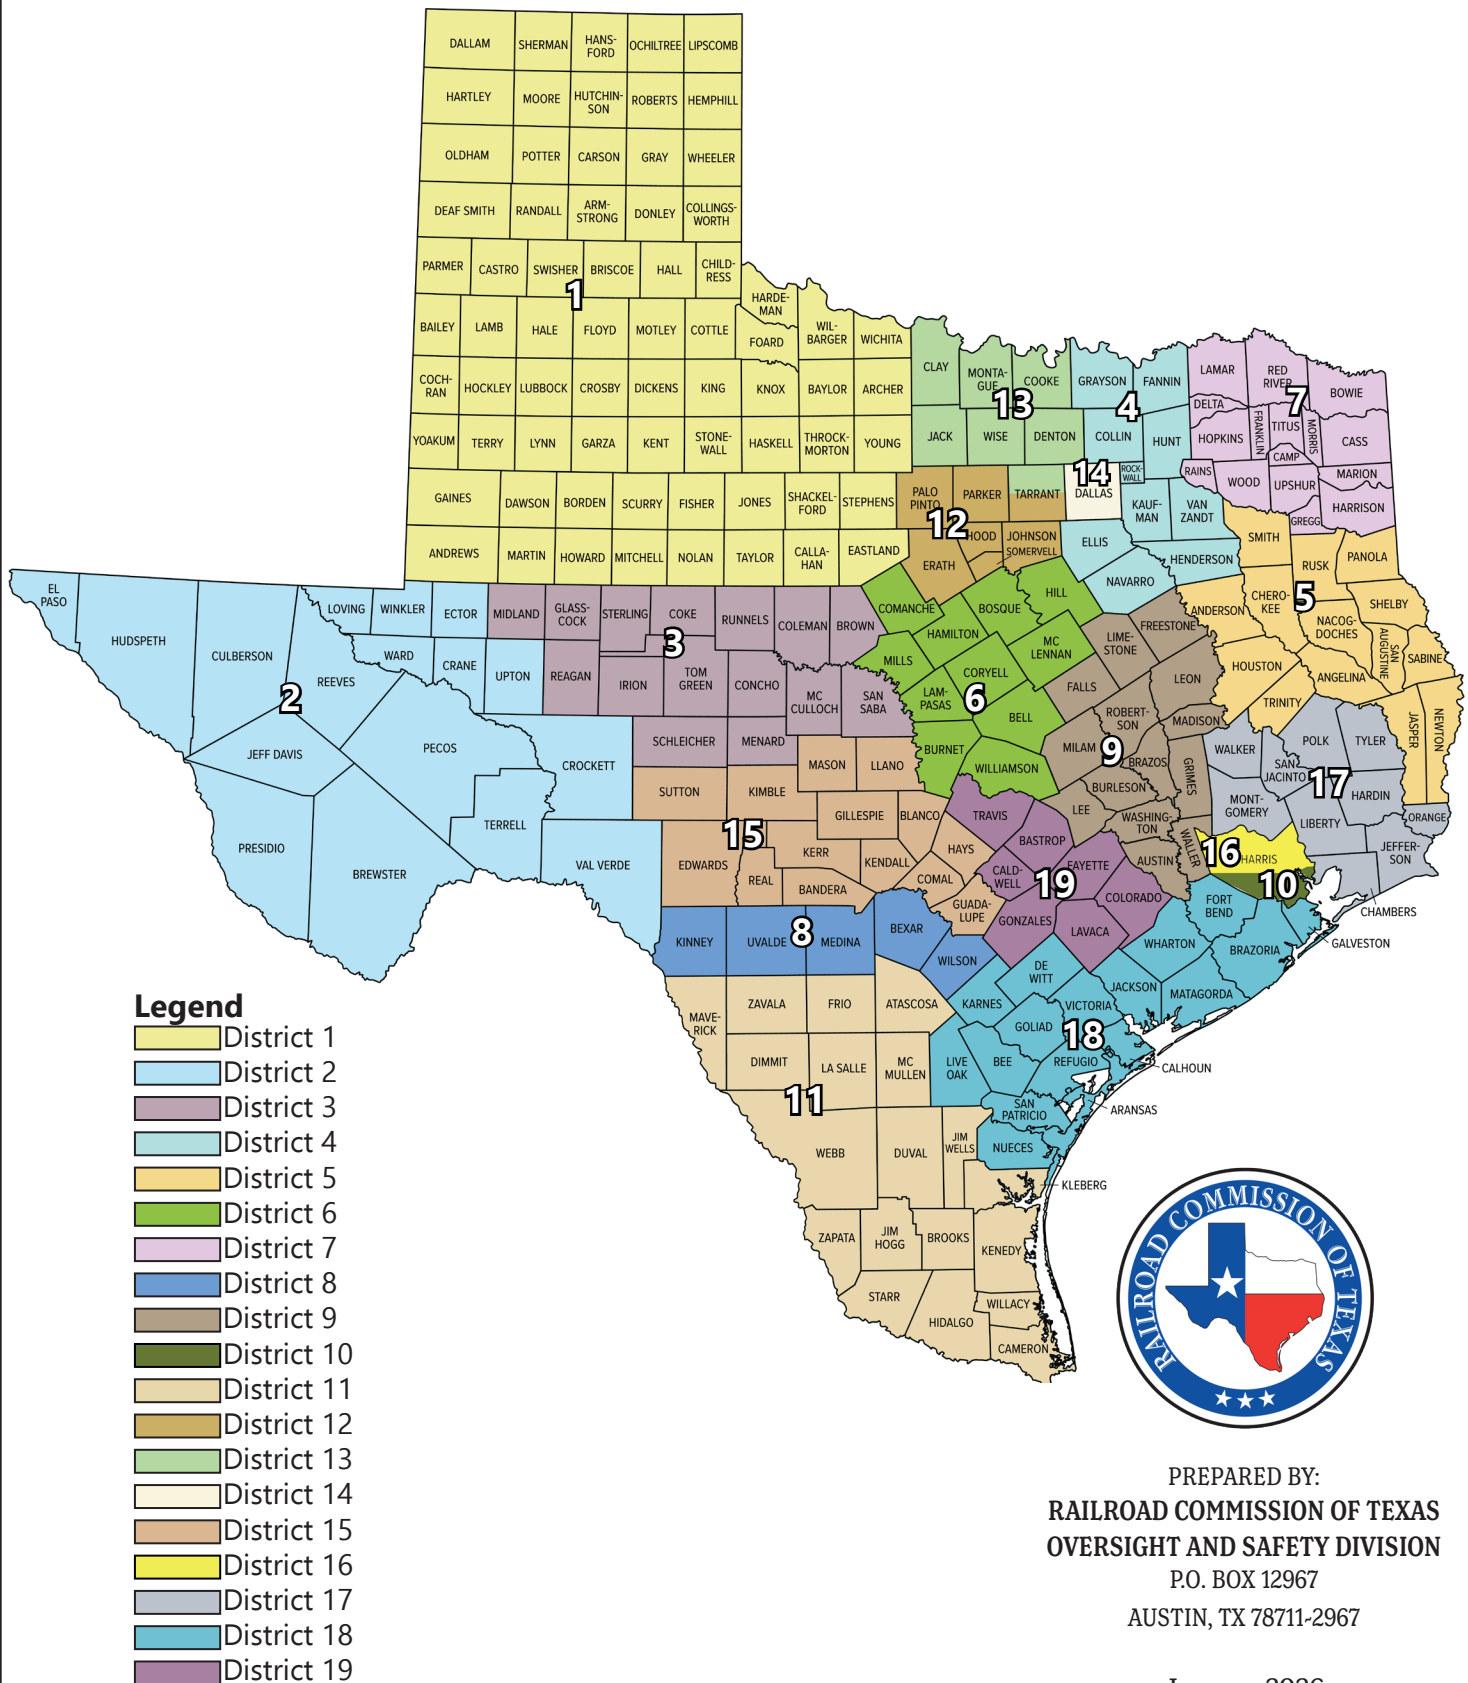 DALLAM
SHERMAN
HANS-
FORD
OCHILTREE
LIPSCOMB
HARTLEY
MOORE
HUTCHIN-
SON
ROBERTS
HEMPHILL
OLDHAM
POTTER
CARSON
GRAY
WHEELER
DEAF SMITH
RANDALL
ARM-
STRONG
DONLEY
COLLINGS-
WORTH
PARMER
CASTRO
SWISHER
BRISCOE
HALL
CHILD-
RESS
1
HARDE-
MAN
BAILEY
LAMB
HALE
FLOYD
MOTLEY
COTTLE
FOARD
WIL-
BARGER
WICHITA
COCH-
RAN
HOCKLEY
LUBBOCK
CROSBY
DICKENS
KING
KNOX
BAYLOR
ARCHER
CLAY
MONTA-
GUE
COOKE
13
GRAYSON
FANNIN
4
LAMAR
RED
RIVER
7
BOWIE
DELTA
YOAKUM
TERRY
LYNN
GARZA
KENT
STONE-
WALL
HASKELL
THROCK-
MORTON
YOUNG
JACK
WISE
DENTON
COLLIN
HUNT
HOPKINS
FRANKLIN
TITUS
MORRIS
CASS
CAMP
GAINES
DAWSON
BORDEN
SCURRY
FISHER
JONES
SHACKEL-
FORD
STEPHENS
PALO
PINTO
PARKER
TARRANT
12
14
DALLAS
ROCK-
WALL
RAINS
WOOD
UPSHUR
MARION
HARRISON
GREGG
KAUF-
MAN
VAN
ZANDT
ANDREWS
MARTIN
HOWARD
MITCHELL
NOLAN
TAYLOR
CALLA-
HAN
EASTLAND
ERATH
HOOD
JOHNSON
SOMERVELL
ELLIS
NAVARRO
HENDERSON
SMITH
RUSK
PANOLA
5
CHERO-
KEE
SHELBY
ANDERSON
NACOG-
DOCHES
SAN
AUGUSTINE
SABINE
HOUSTON
ANGELINA
TRINITY
JASPER
NEWTON
EL
PASO
HUDSPETH
CULBERSON
LOVING
WINKLER
ECTOR
MIDLAND
GLASS-
COCK
STERLING
COKE
3
RUNNELS
COLEMAN
BROWN
COMANCHE
BOSQUE
HILL
HAMILTON
MC
LENNAN
LIME-
STONE
FREESTONE
WARD
CRANE
UPTON
REAGAN
IRION
TOM
GREEN
CONCHO
MC
CULLOCH
SAN
SABA
MILLS
LAM-
PASAS
CORYELL
6
BELL
FALLS
LEON
ROBERT-
SON
MADISON
REEVES
2
JEFF DAVIS
PECOS
CROCKETT
SCHLEICHER
MENARD
MASON
LLANO
BURNET
WILLIAMSON
MILAM
9
BRAZOS
GRIMES
WALKER
SAN
JACINTO
POLK
TYLER
17
HARDIN
BURLESON
MONT-
GOMERY
LIBERTY
ORANGE
JEFFER-
SON
PRESIDIO
BREWSTER
TERRELL
VAL VERDE
SUTTON
KIMBLE
15
GILLESPIE
BLANCO
TRAVIS
LEE
WASHING-
TON
WALLER
AUSTIN
16
HARRIS
10
CHAMBERS
EDWARDS
REAL
KERR
KENDALL
BANDERA
HAYS
COMAL
GUADA-
LUPE
CALD-
WELL
BASTROP
FAYETTE
19
GONZALES
COLORADO
LAVACA
FORT
BEND
GALVESTON
BRAZORIA
KINNEY
UVALDE
8
MEDINA
BEXAR
WILSON
WHARTON
DE
WITT
JACKSON
MATAGORDA
KARNES
VICTORIA
MAVE-
RICK
ZAVALA
FRIO
ATASCOSA
GOLIAD
18
DIMMIT
LA SALLE
MC
MULLEN
LIVE
OAK
BEE
REFUGIO
CALHOUN
ARANSAS
11
SAN
PATRICIO
WEBB
DUVAL
JIM
WELLS
NUECES
KLEBERG
ZAPATA
JIM
HOGG
BROOKS
KENEDY
STARR
HIDALGO
WILLACY
CAMERON
Legend
District 1
District 2
District 3
District 4
District 5
District 6
District 7
District 8
District 9
District 10
District 11
District 12
District 13
District 14
District 15
District 16
District 17
District 18
District 19
RAILROAD COMMISSION OF TEXAS
PREPARED BY:
RAILROAD COMMISSION OF TEXAS
OVERSIGHT AND SAFETY DIVISION
P.O. BOX 12967
AUSTIN, TX 78711-2967